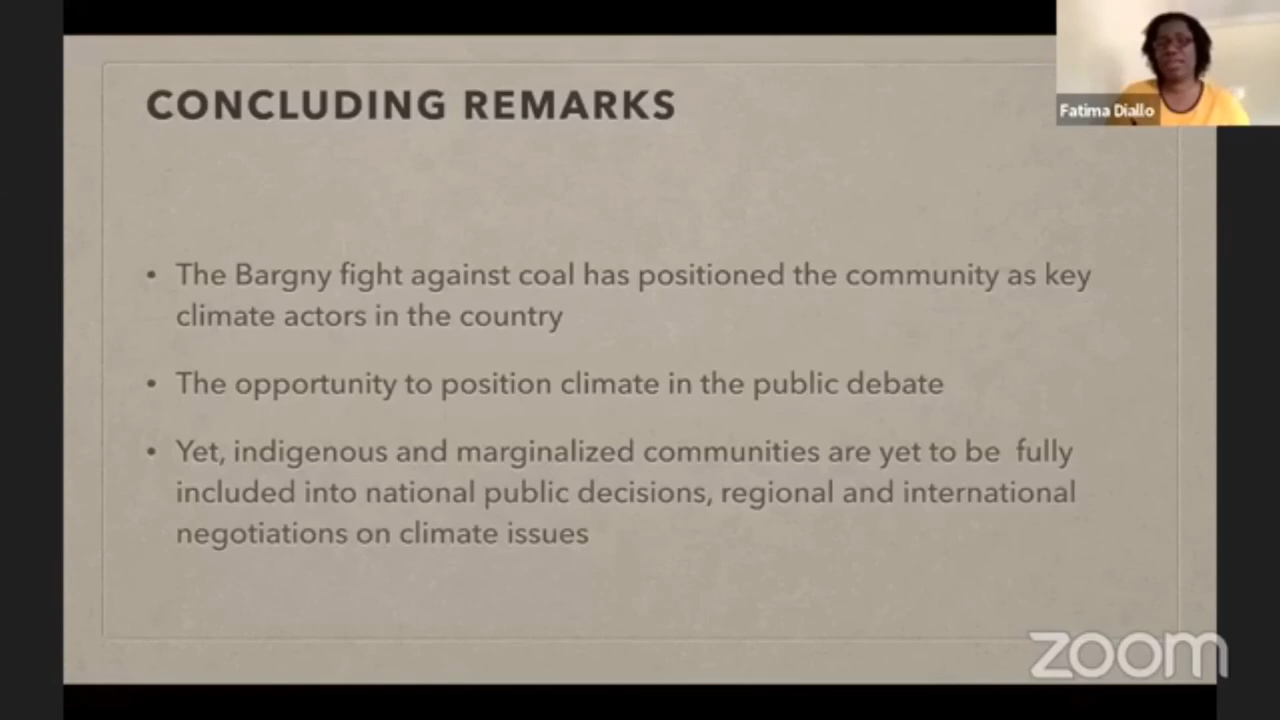 CONCLUDING REMARKS
Fatima Diallo
• The Bargny fight against coal has positioned the community as key
climate actors in the country
• The opportunity to position climate in the public debate
• Yet, indigenous and marginalized communities are yet to be fully
included into national public decisions, regional and international
negotiations on climate issues
zoom